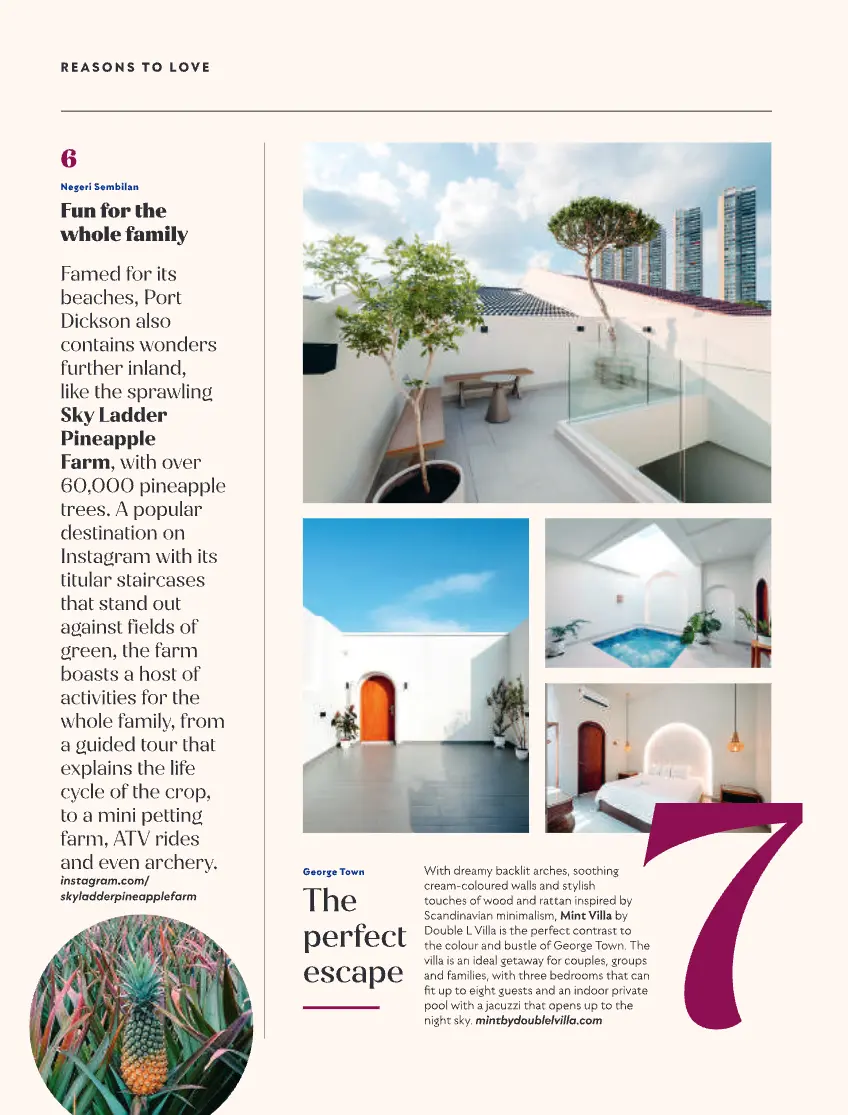 REASONS TO LOVE
6
Negeri Sembilan
Fun for the
whole family
Famed for its
beaches, Port
Dickson also
contains wonders
further inland,
like the sprawling
Sky Ladder
Pineapple
Farm, with over
60,000 pineapple
trees. A popular
destination on
Instagram with its
titular staircases
that stand out
against fields of
green, the farm
boasts a host of
activities for the
whole family, from
a guided tour that
explains the life
cycle of the crop,
to a mini petting
farm, ATV rides
and even archery.
instagram.com/
skyladderpineapplefarm
7
George Town
The
perfect
escape
With dreamy backlit arches, soothing
cream-coloured walls and stylish
touches of wood and rattan inspired by
Scandinavian minimalism, Mint Villa by
Double L Villa is the perfect contrast to
the colour and bustle of George Town. The
villa is an ideal getaway for couples, groups
and families, with three bedrooms that can
fit up to eight guests and an indoor private
pool with a jacuzzi that opens up to the
night sky. mintbydoublelvilla.com